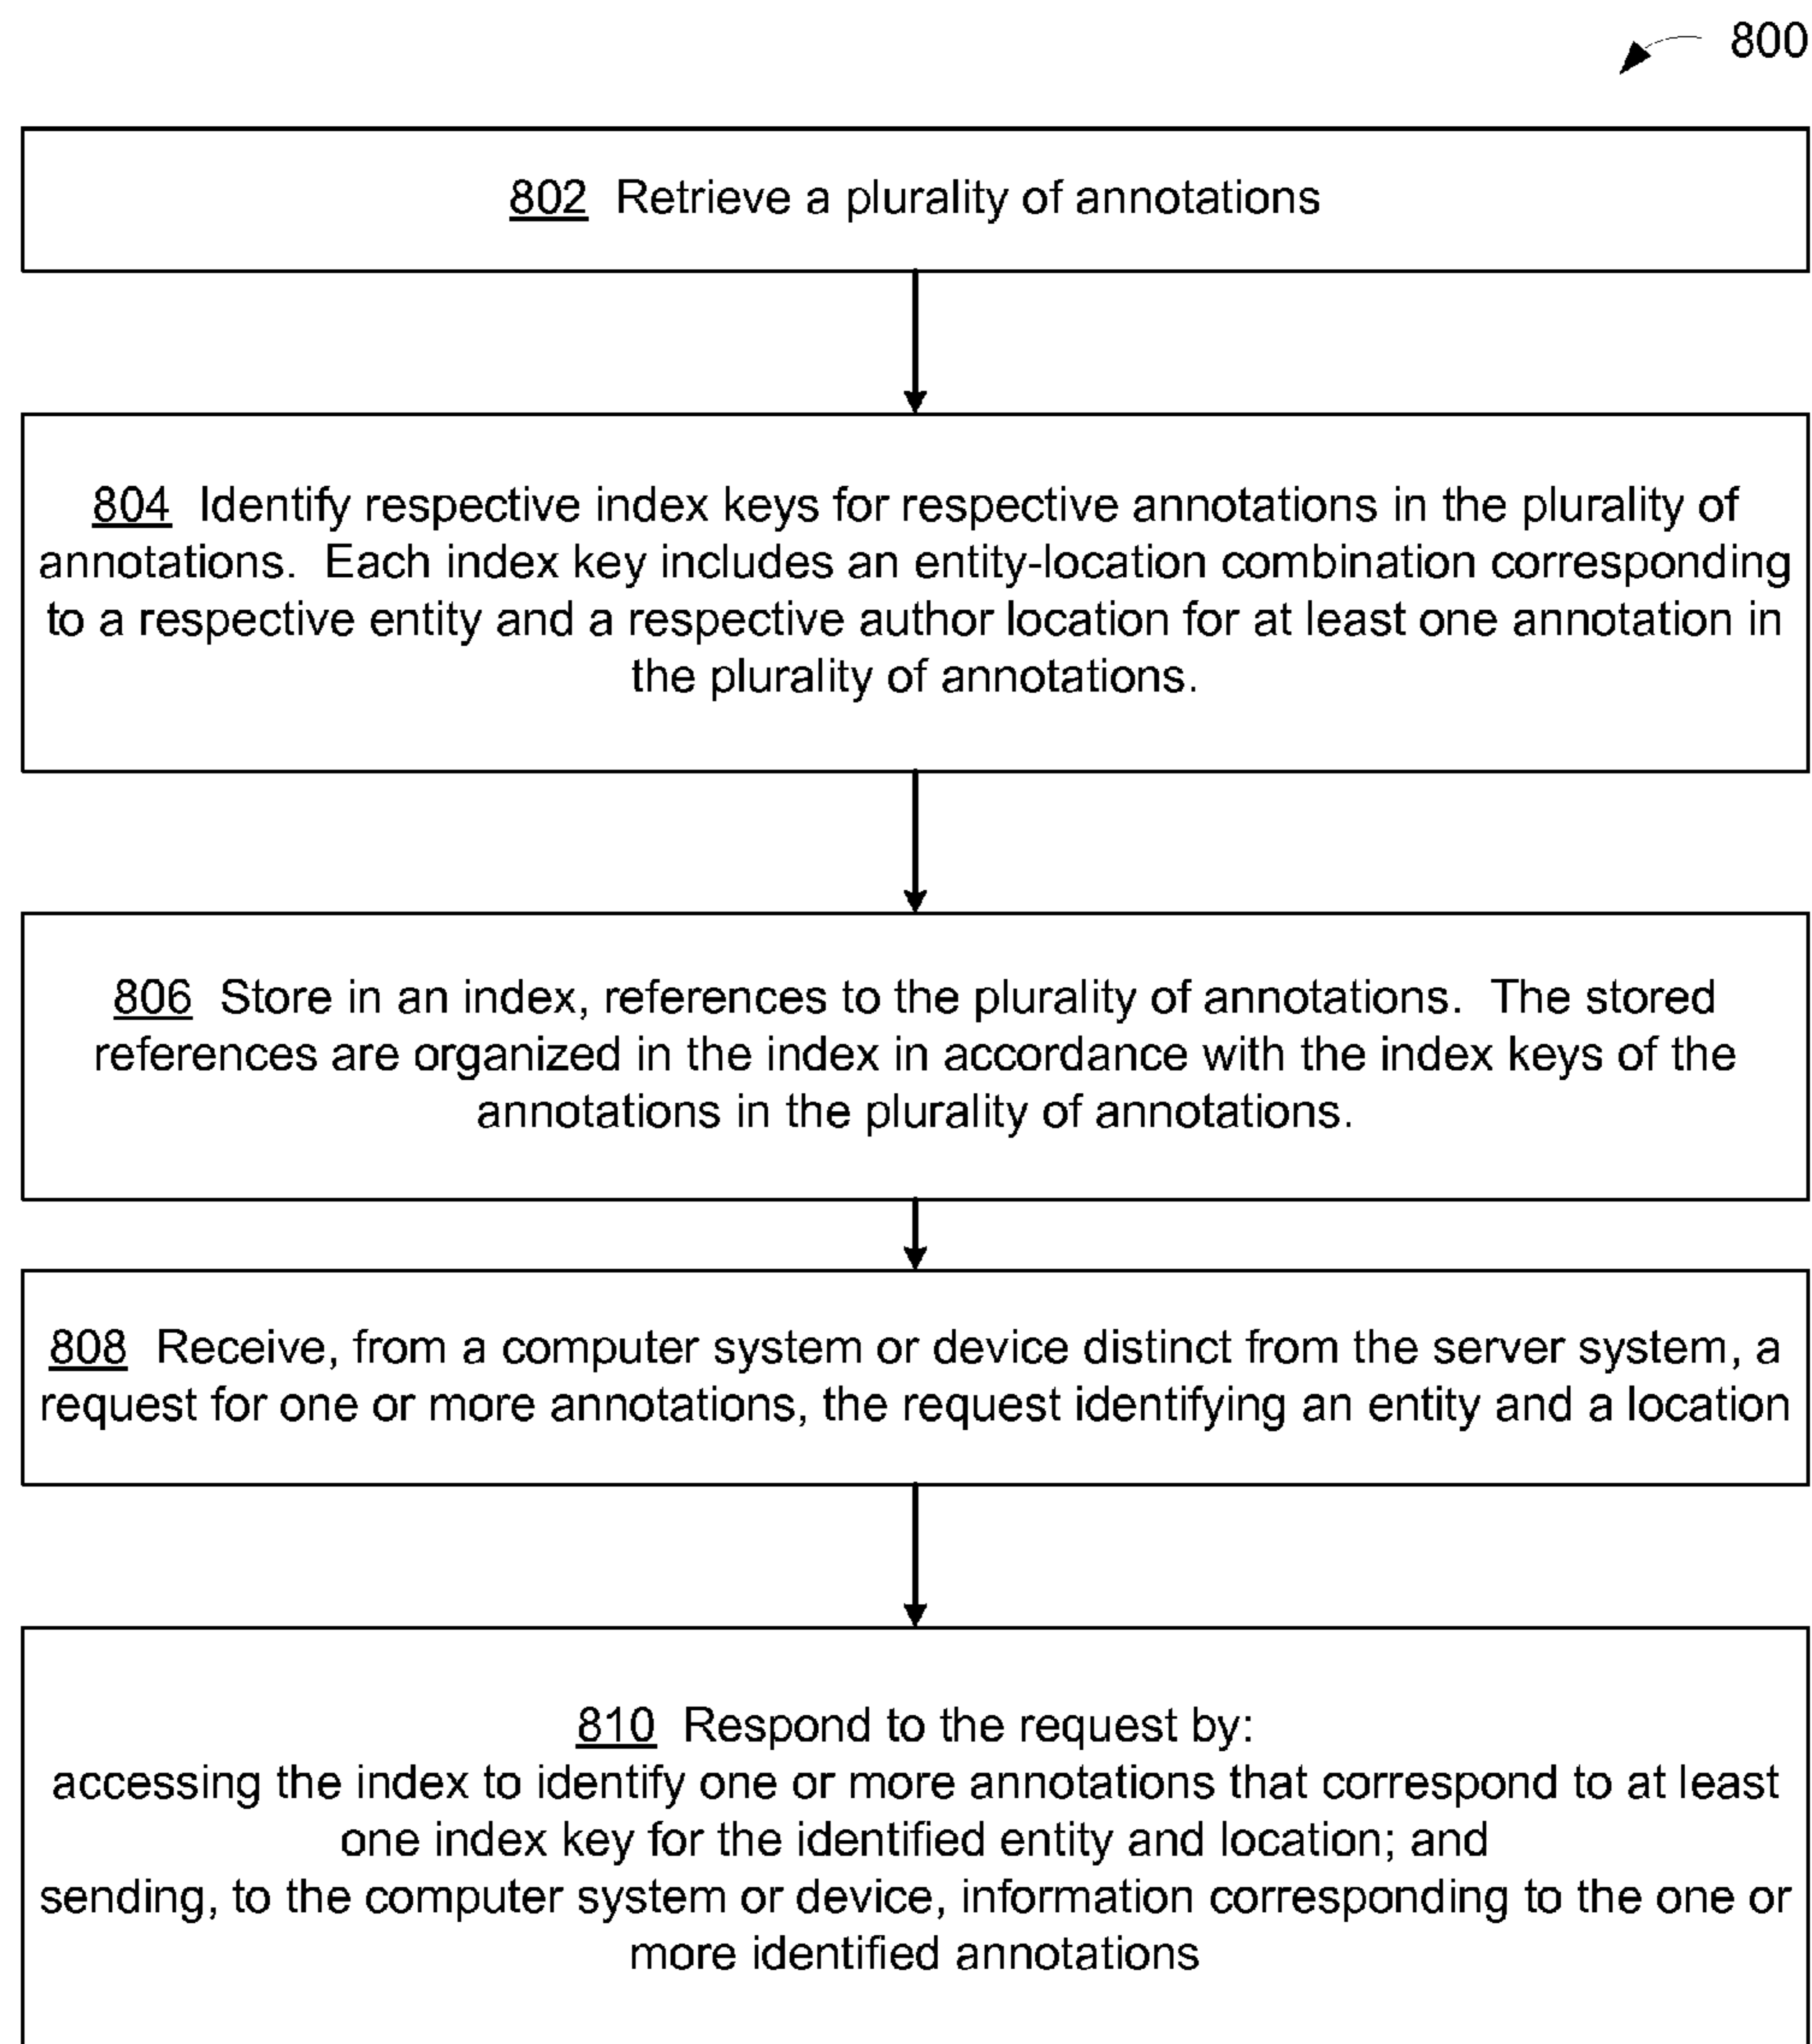 800
802 Retrieve a plurality of annotations
804 Identify respective index keys for respective annotations in the plurality of
annotations. Each index key includes an entity-location combination corresponding
to a respective entity and a respective author location for at least one annotation in
the plurality of annotations.
806 Store in an index, references to the plurality of annotations. The stored
references are organized in the index in accordance with the index keys of the
annotations in the plurality of annotations.
808 Receive, from a computer system or device distinct from the server system, a
request for one or more annotations, the request identifying an entity and a location
810 Respond to the request by:
accessing the index to identify one or more annotations that correspond to at least
one index key for the identified entity and location; and
sending, to the computer system or device, information corresponding to the one or
more identified annotations